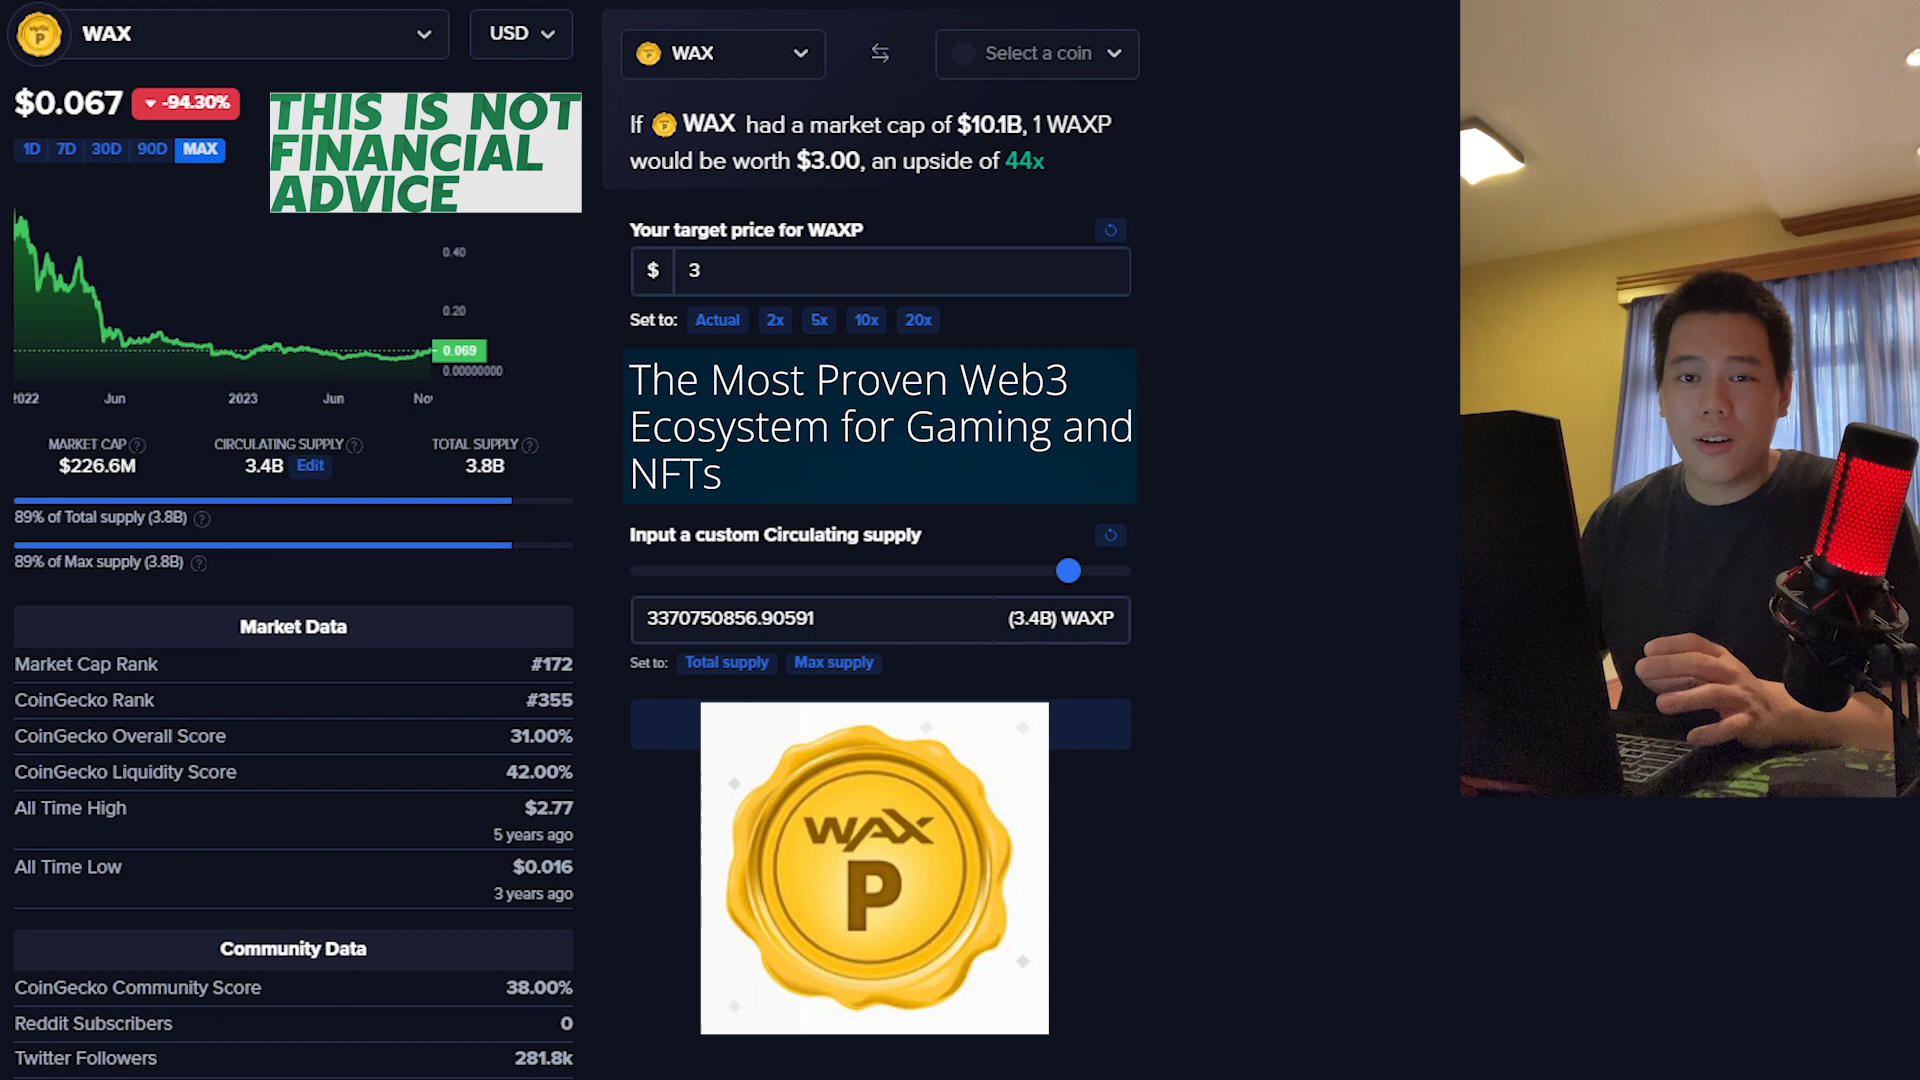 WAX
USD
$0.067
-94.30%
1D 7D 30D 90D MAX
THIS IS NOT
FINANCIAL
ADVICE
0.40
0.20
0.069
0.00000000
2022 Jun 2023 Jun Nov
MARKET CAP ?
$226.6M
CIRCULATING SUPPLY ?
3.4B Edit
TOTAL SUPPLY ?
3.8B
89% of Total supply (3.8B) ?
89% of Max supply (3.8B) ?
Market Data
Market Cap Rank #172
CoinGecko Rank #355
CoinGecko Overall Score 31.00%
CoinGecko Liquidity Score 42.00%
All Time High $2.77
5 years ago
All Time Low $0.016
3 years ago
Community Data
CoinGecko Community Score 38.00%
Reddit Subscribers 0
Twitter Followers 281.8k
WAX
Select a coin
If WAX had a market cap of $10.1B, 1 WAXP
would be worth $3.00, an upside of 44x
Your target price for WAXP
$ 3
Set to: Actual 2x 5x 10x 20x
The Most Proven Web3
Ecosystem for Gaming and
NFTs
Input a custom Circulating supply
3370750856.90591 (3.4B) WAXP
Set to: Total supply Max supply
WAX
P